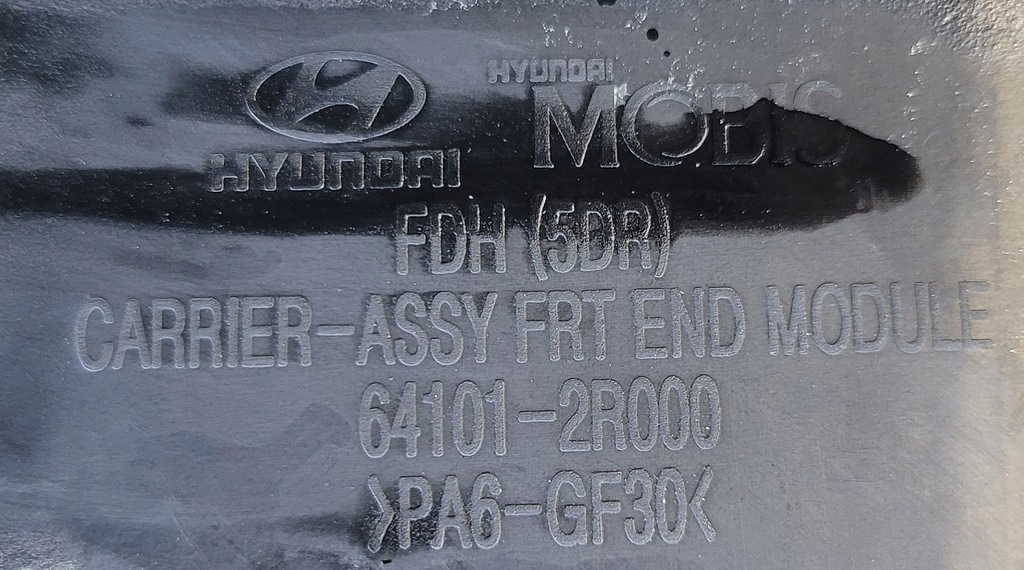 HYUNDAI
HYUNDAI
MOBIS
FDH (5DR)
CARRIER-ASSY FRT END MODULE
64101-2R000
>PA6-GF30<